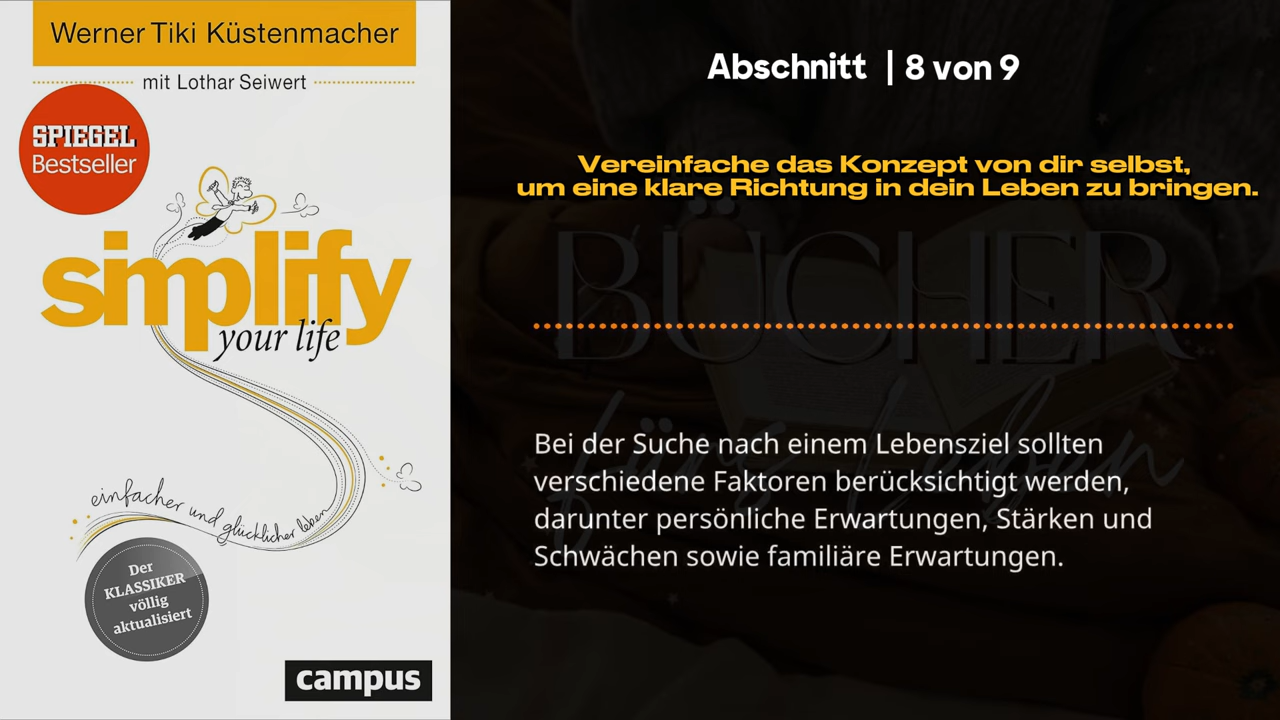 Werner Tiki Küstenmacher
mit Lothar Seiwert
SPIEGEL
Bestseller
simplify
your life
einfacher und glücklicher leben
Der
KLASSIKER
völlig
aktualisiert
campus
Abschnitt | 8 von 9
Vereinfache das Konzept von dir selbst,
um eine klare Richtung in dein Leben zu bringen.
BÜCHER
fürs Leben
Bei der Suche nach einem Lebensziel sollten
verschiedene Faktoren berücksichtigt werden,
darunter persönliche Erwartungen, Stärken und
Schwächen sowie familiäre Erwartungen.